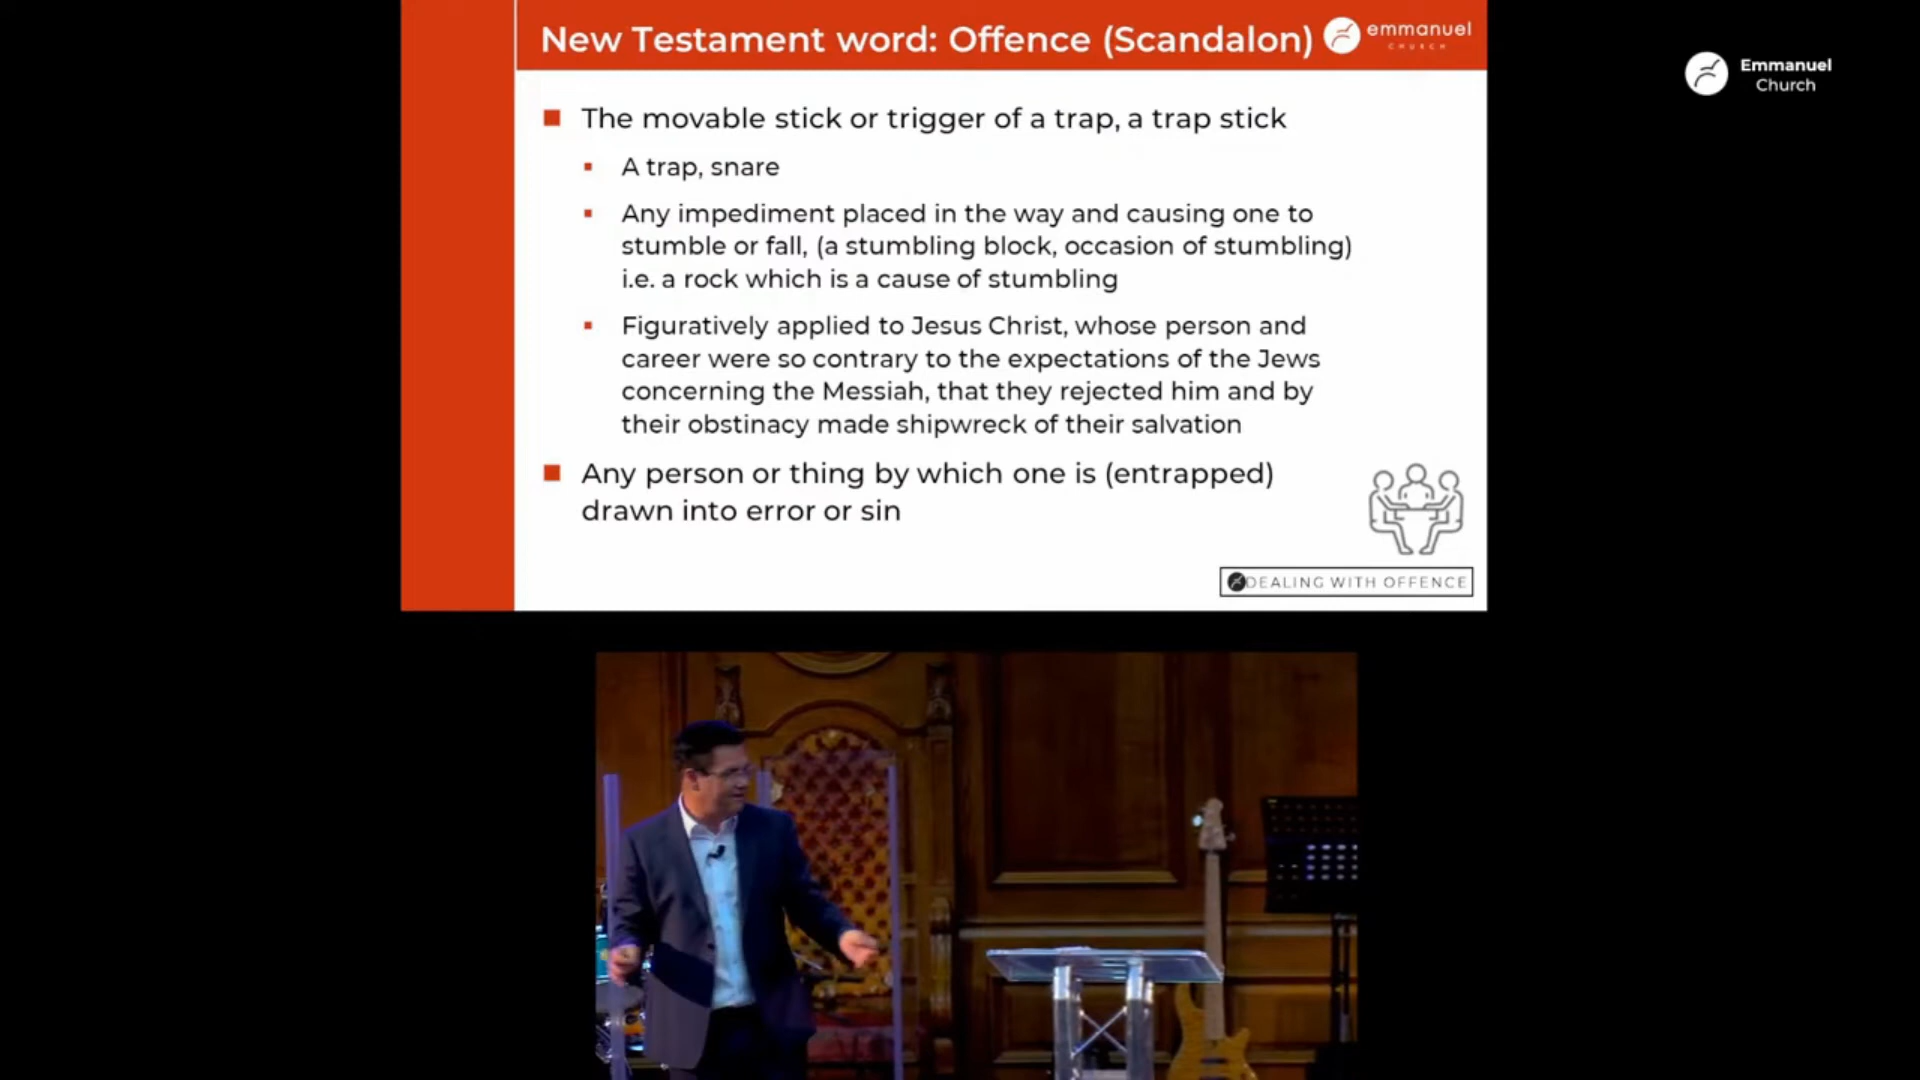 New Testament word: Offence (Scandalon)
emmanuel
CHURCH
Emmanuel
Church
The movable stick or trigger of a trap, a trap stick
A trap, snare
Any impediment placed in the way and causing one to
stumble or fall, (a stumbling block, occasion of stumbling)
i.e. a rock which is a cause of stumbling
Figuratively applied to Jesus Christ, whose person and
career were so contrary to the expectations of the Jews
concerning the Messiah, that they rejected him and by
their obstinacy made shipwreck of their salvation
Any person or thing by which one is (entrapped)
drawn into error or sin
DEALING WITH OFFENCE